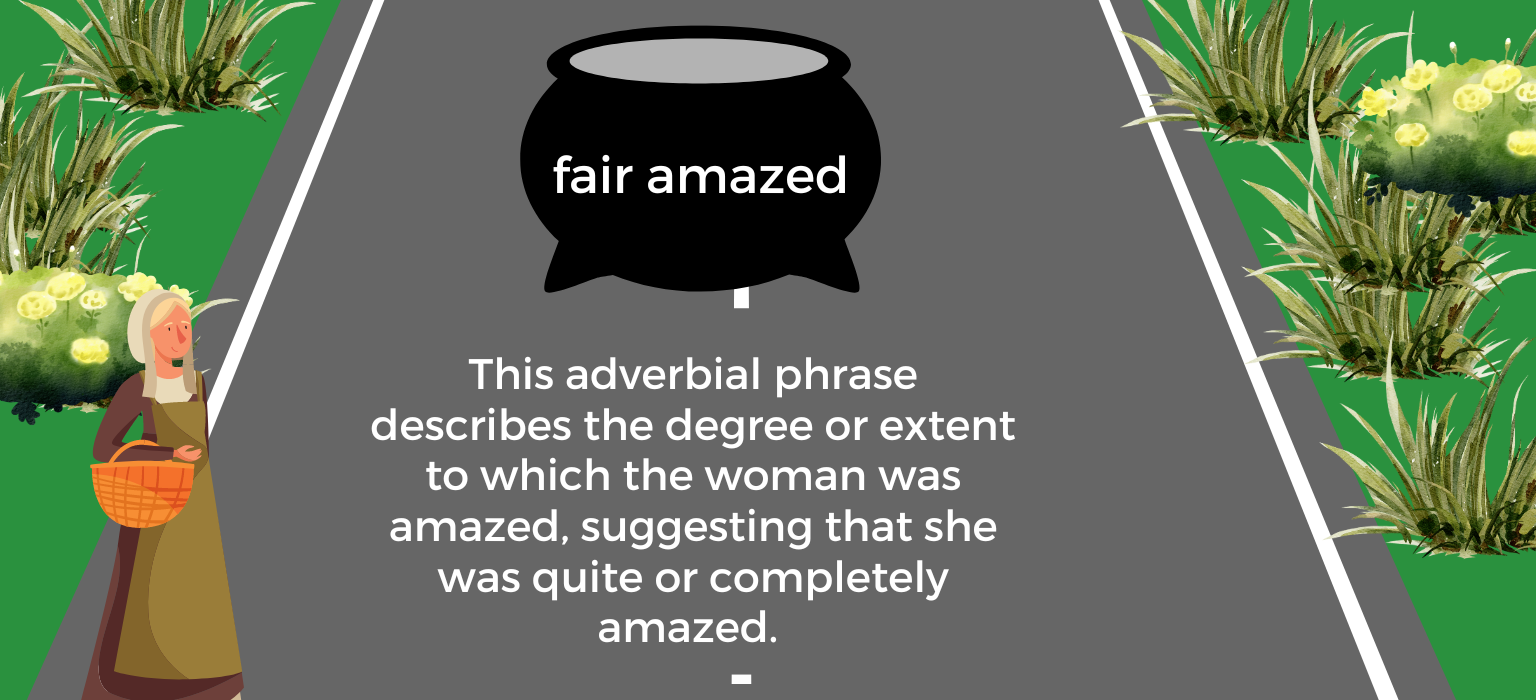 fair amazed
This adverbial phrase
describes the degree or extent
to which the woman was
amazed, suggesting that she
was quite or completely
amazed.